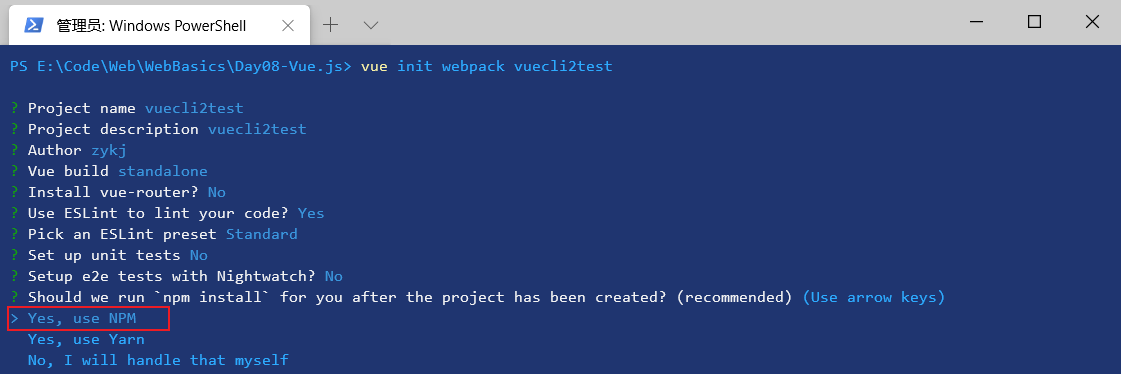 管理员: Windows PowerShell
PS E:\Code\Web\WebBasics\Day08-Vue.js> vue init webpack vuecli2test
? Project name vuecli2test
? Project description vuecli2test
? Author zykj
? Vue build standalone
? Install vue-router? No
? Use ESLint to lint your code? Yes
? Pick an ESLint preset Standard
? Set up unit tests No
? Setup e2e tests with Nightwatch? No
? Should we run `npm install` for you after the project has been created? (recommended) (Use arrow keys)
> Yes, use NPM
Yes, use Yarn
No, I will handle that myself